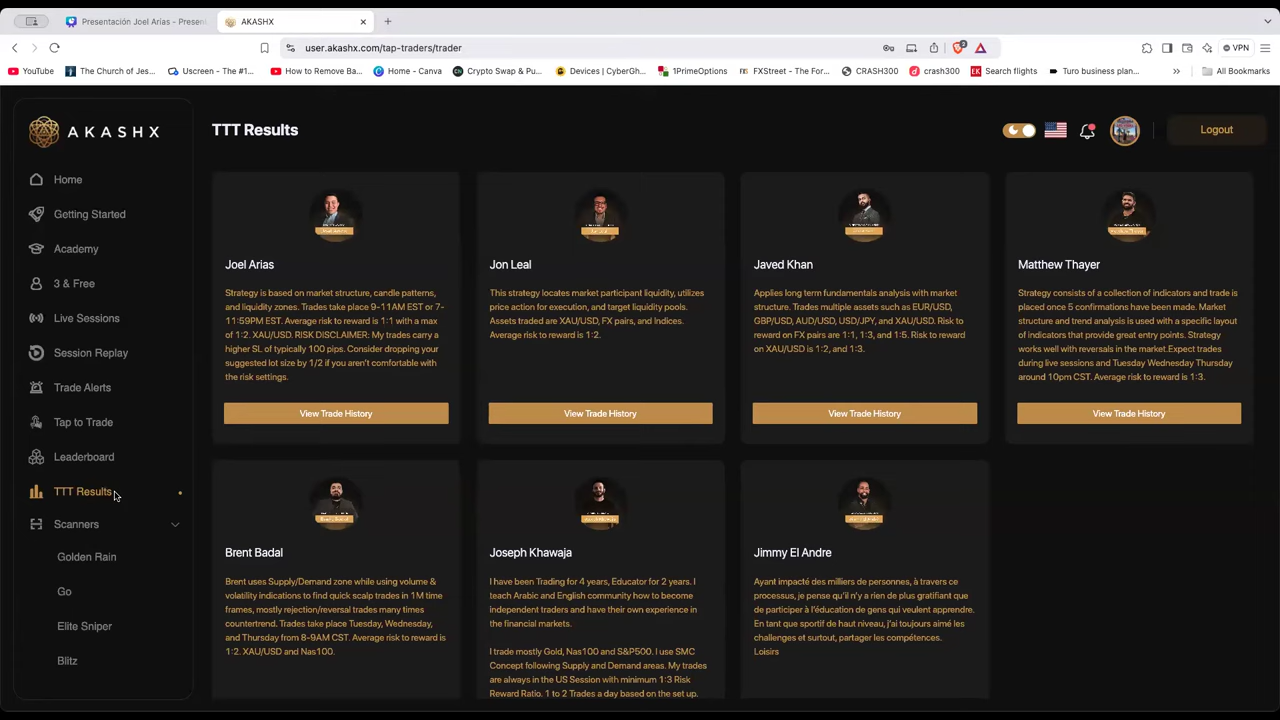 Presentación Joel Arias - Presen
AKASHX
user.akashx.com/tap-traders/trader
VPN
YouTube
The Church of Jes...
Uscreen - The #1...
How to Remove Ba...
Home - Canva
Crypto Swap & Pu...
Devices | CyberGh...
1PrimeOptions
FXStreet - The For...
CRASH300
crash300
Search flights
Turo business plan...
»
All Bookmarks
AKASHX
TTT Results
Logout
Home
Getting Started
Academy
3 & Free
Live Sessions
Session Replay
Trade Alerts
Tap to Trade
Leaderboard
TTT Results
Scanners
Golden Rain
Go
Elite Sniper
Blitz
Joel Arias
Strategy is based on market structure, candle patterns,
and liquidity zones. Trades take place 9-11AM EST or 7-
11:59PM EST. Average risk to reward is 1:1 with a max
of 1:2. XAU/USD. RISK DISCLAIMER: My trades carry a
higher SL of typically 100 pips. Consider dropping your
suggested lot size by 1/2 if you aren't comfortable with
the risk settings.
View Trade History
Jon Leal
This strategy locates market participant liquidity, utilizes
price action for execution, and target liquidity pools.
Assets traded are XAU/USD, FX pairs, and Indices.
Average risk to reward is 1:2.
View Trade History
Javed Khan
Applies long term fundamentals analysis with market
structure. Trades multiple assets such as EUR/USD,
GBP/USD, AUD/USD, USD/JPY, and XAU/USD. Risk to
reward on FX pairs are 1:1, 1:3, and 1:5. Risk to reward
on XAU/USD is 1:2, and 1:3.
View Trade History
Matthew Thayer
Strategy consists of a collection of indicators and trade is
placed once 5 confirmations have been made. Market
structure and trend analysis is used with a specific layout
of indicators that provide great entry points. Strategy
works well with reversals in the market.Expect trades
during live sessions and Tuesday Wednesday Thursday
around 10pm CST. Average risk to reward is 1:3.
View Trade History
Brent Badal
Brent uses Supply/Demand zone while using volume &
volatility indications to find quick scalp trades in 1M time
frames, mostly rejection/reversal trades many times
countertrend. Trades take place Tuesday, Wednesday,
and Thursday from 8-9AM CST. Average risk to reward is
1:2. XAU/USD and Nas100.
Joseph Khawaja
I have been Trading for 4 years, Educator for 2 years. I
teach Arabic and English community how to become
independent traders and have their own experience in
the financial markets.
I trade mostly Gold, Nas100 and S&P500. I use SMC
Concept following Supply and Demand areas. My trades
are always in the US Session with minimum 1:3 Risk
Reward Ratio. 1 to 2 Trades a day based on the set up.
Jimmy El Andre
Ayant impacté des milliers de personnes, à travers ce
processus, je pense qu'il n'y a rien de plus gratifiant que
de participer à l'éducation de gens qui veulent apprendre.
En tant que sportif de haut niveau, j'ai toujours aimé les
challenges et surtout, partager les compétences.
Loisirs